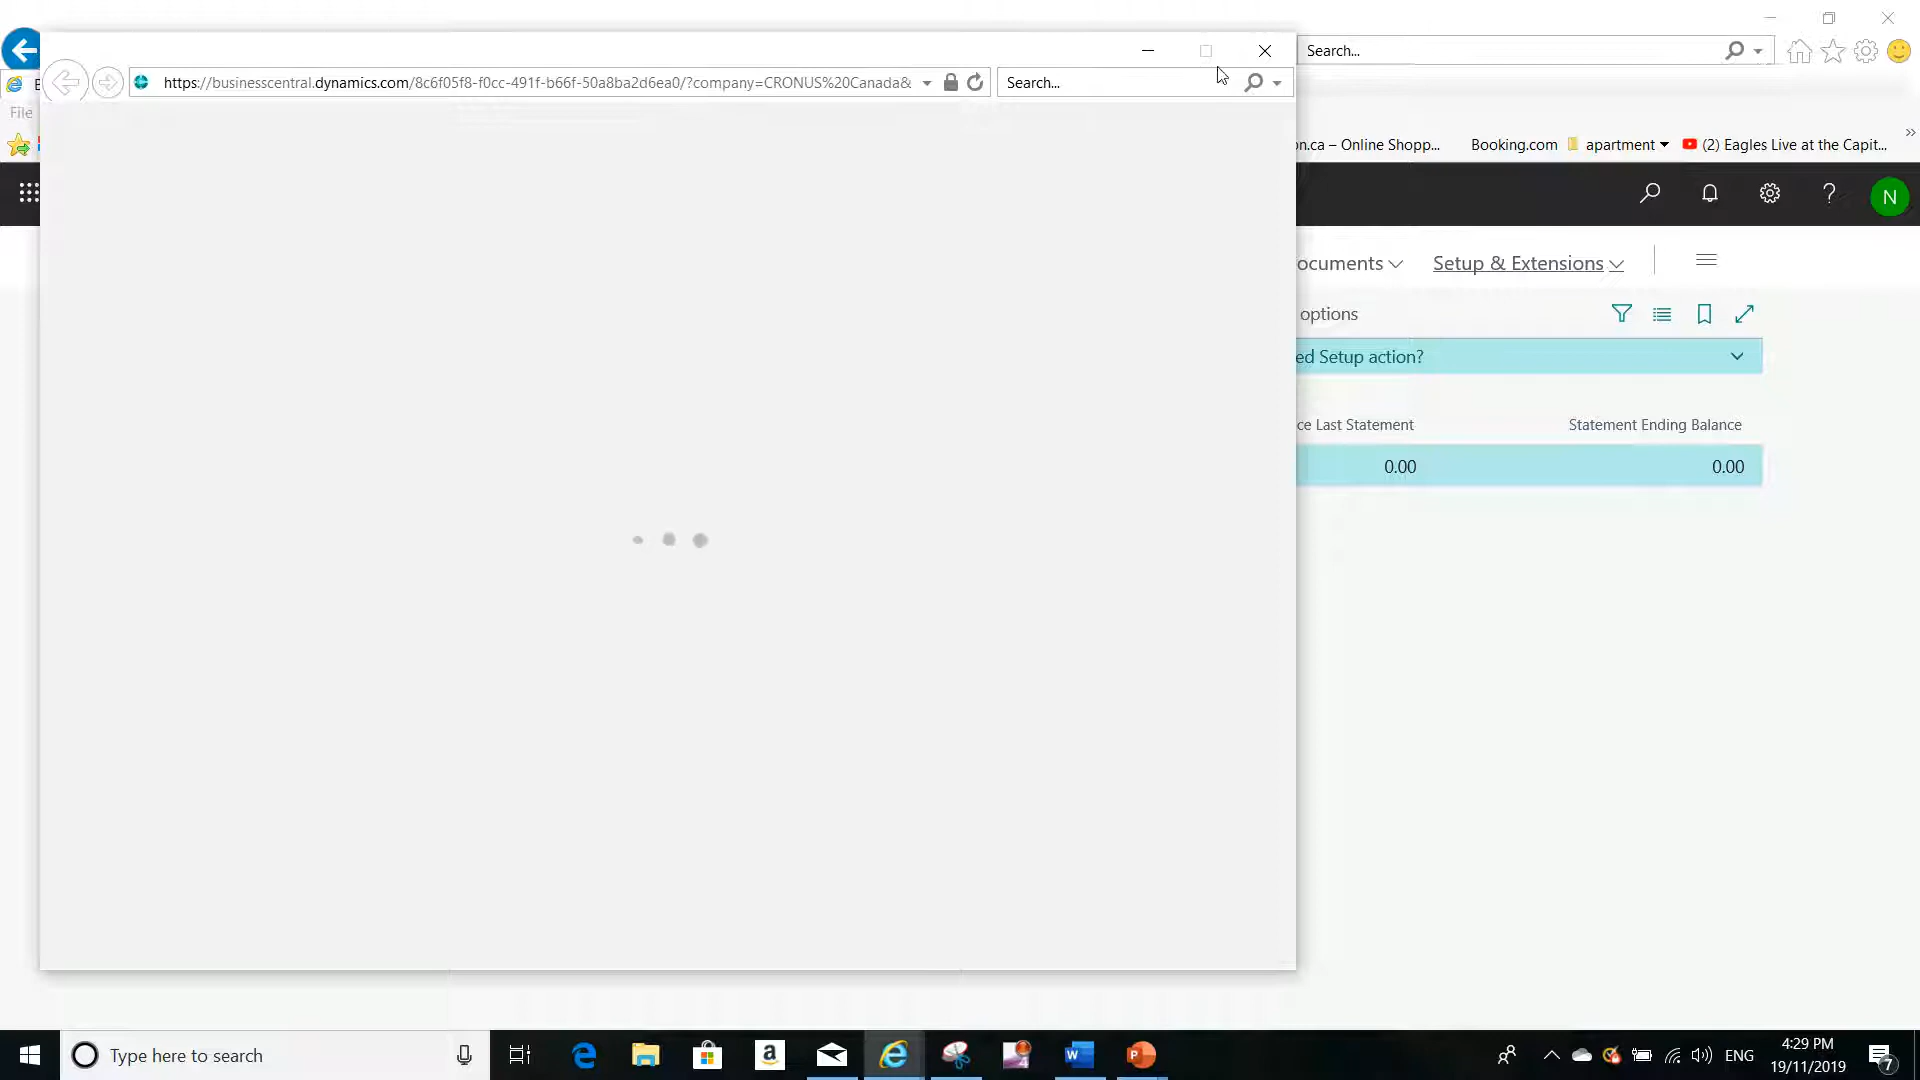 Search...
https://businesscentral.dynamics.com/8c6f05f8-f0cc-491f-b66f-50a8ba2d6ea0/?company=CRONUS%20Canada&
Search...
File
on.ca – Online Shopp...
Booking.com
apartment
(2) Eagles Live at the Capit...
N
ocuments
Setup & Extensions
options
ed Setup action?
ce Last Statement
Statement Ending Balance
0.00
0.00
Type here to search
ENG
4:29 PM
19/11/2019
7